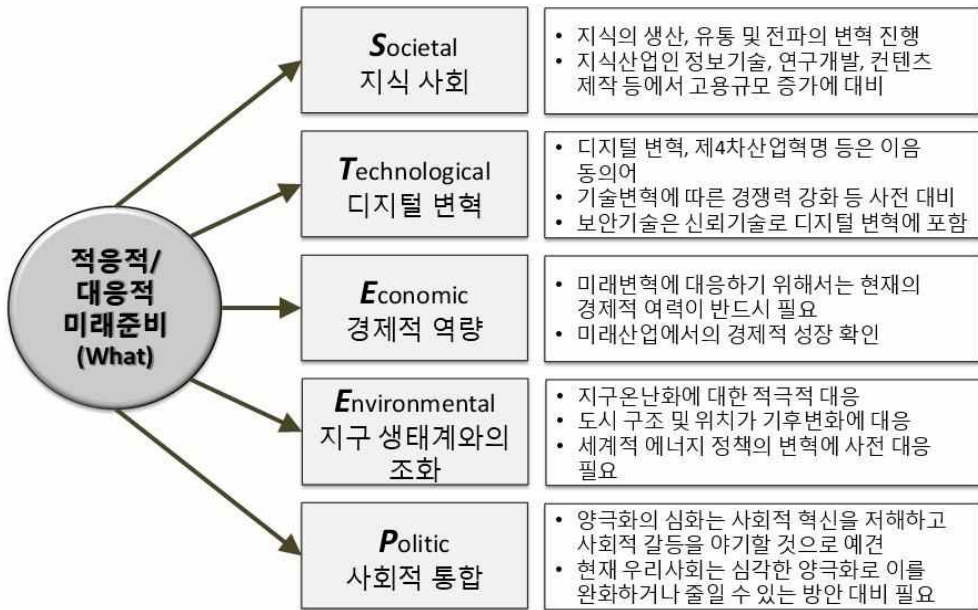 적응적/
대응적
미래준비
(What)
Societal
지식 사회
• 지식의 생산, 유통 및 전파의 변혁 진행
• 지식산업인 정보기술, 연구개발, 컨텐츠
제작 등에서 고용규모 증가에 대비
Technological
디지털 변혁
• 디지털 변혁, 제4차산업혁명 등은 이음
동의어
• 기술변혁에 따른 경쟁력 강화 등 사전 대비
• 보안기술은 신뢰기술로 디지털 변혁에 포함
Economic
경제적 역량
• 미래변혁에 대응하기 위해서는 현재의
경제적 여력이 반드시 필요
• 미래산업에서의 경제적 성장 확인
Environmental
지구 생태계와의
조화
• 지구온난화에 대한 적극적 대응
• 도시 구조 및 위치가 기후변화에 대응
• 세계적 에너지 정책의 변혁에 사전 대응
필요
Politic
사회적 통합
• 양극화의 심화는 사회적 혁신을 저해하고
사회적 갈등을 야기할 것으로 예견
• 현재 우리사회는 심각한 양극화로 이를
완화하거나 줄일 수 있는 방안 대비 필요